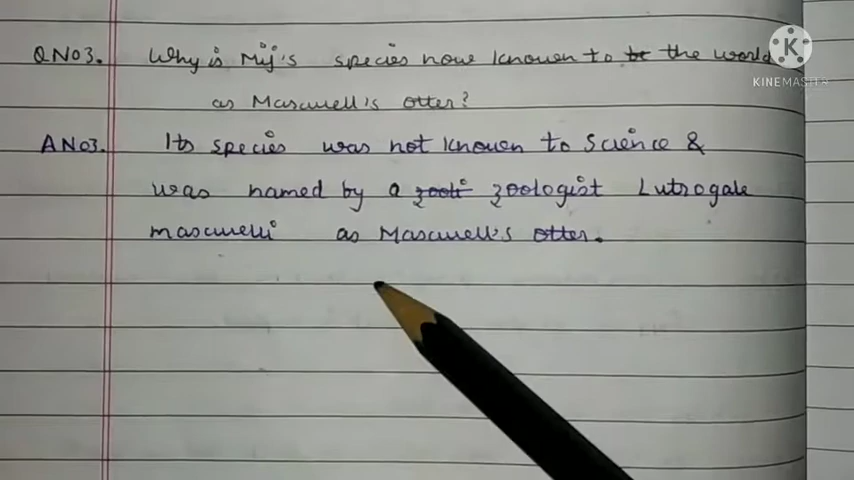 QNo3. Why is Mij's species now known to be the world
as Maxwell's otter?
ANo3. Its species was not known to Science &
was named by a zooli zoologist Lutrogale
maxwelli as Maxwell's otter.
KINEMASTER